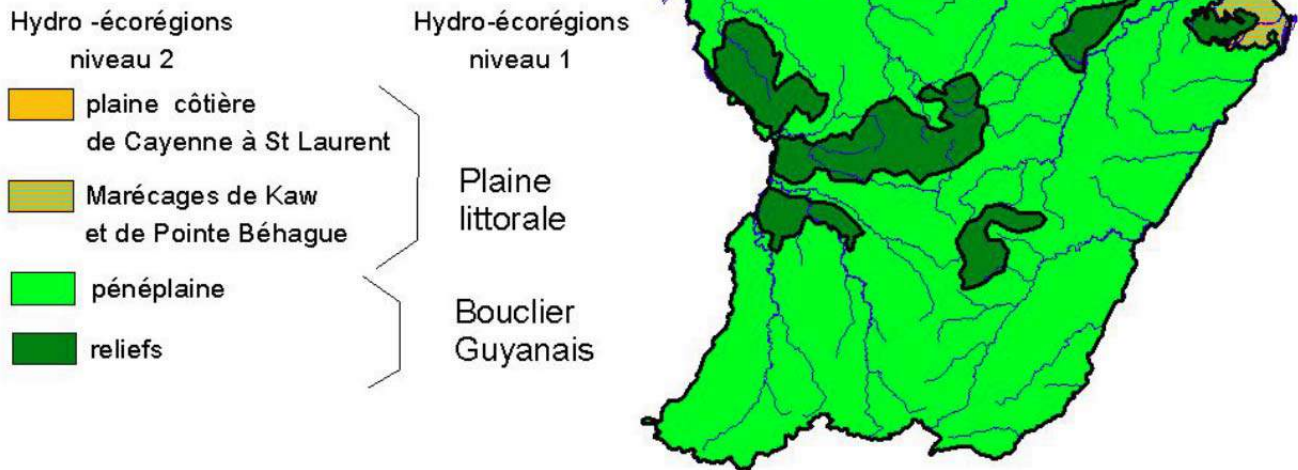 Hydro -écorégions
niveau 2
Hydro-écorégions
niveau 1
plaine côtière
de Cayenne à St Laurent
Marécages de Kaw
et de Pointe Béhague
Plaine
littorale
pénéplaine
reliefs
Bouclier
Guyanais